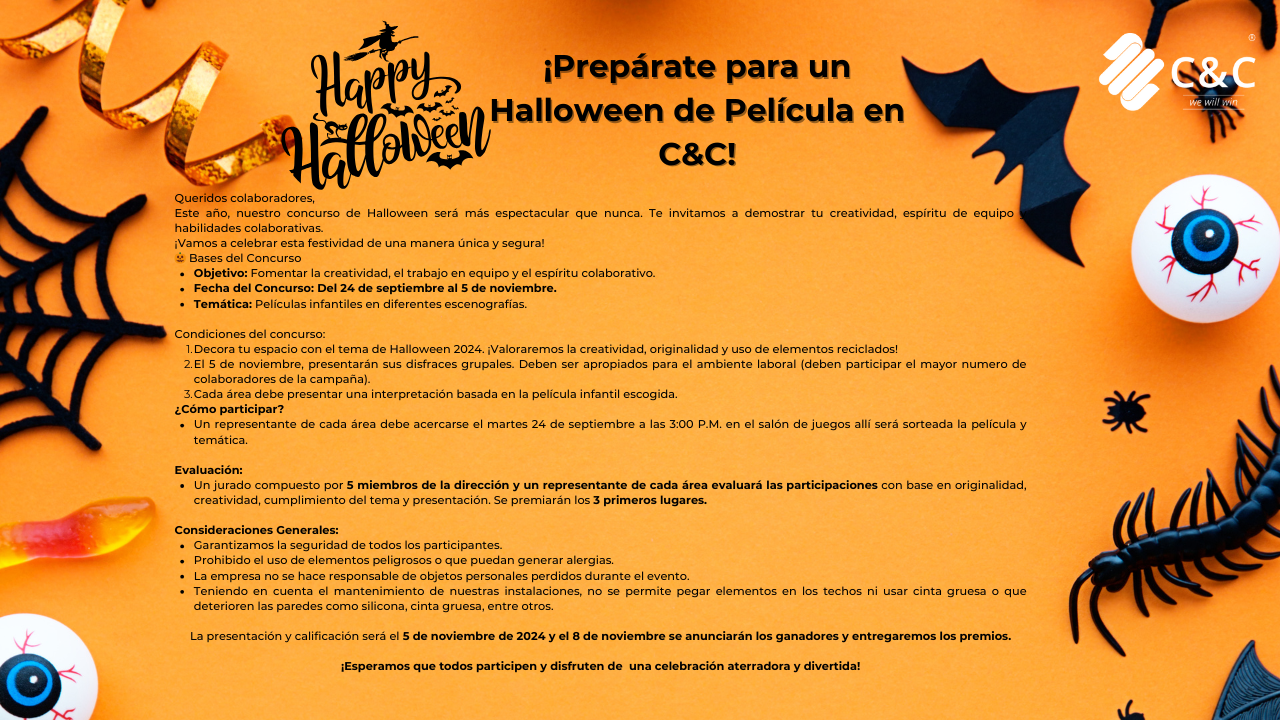 Happy
Halloween
¡Prepárate para un
Halloween de Película en
C&C!
C&C®
we will win
Queridos colaboradores,
Este año, nuestro concurso de Halloween será más espectacular que nunca. Te invitamos a demostrar tu creatividad, espíritu de equipo y
habilidades colaborativas.
¡Vamos a celebrar esta festividad de una manera única y segura!
🎃 Bases del Concurso
• Objetivo: Fomentar la creatividad, el trabajo en equipo y el espíritu colaborativo.
• Fecha del Concurso: Del 24 de septiembre al 5 de noviembre.
• Temática: Películas infantiles en diferentes escenografías.
Condiciones del concurso:
1. Decora tu espacio con el tema de Halloween 2024. ¡Valoraremos la creatividad, originalidad y uso de elementos reciclados!
2. El 5 de noviembre, presentarán sus disfraces grupales. Deben ser apropiados para el ambiente laboral (deben participar el mayor numero de
colaboradores de la campaña).
3. Cada área debe presentar una interpretación basada en la película infantil escogida.
¿Cómo participar?
• Un representante de cada área debe acercarse el martes 24 de septiembre a las 3:00 P.M. en el salón de juegos allí será sorteada la película y
temática.
Evaluación:
• Un jurado compuesto por 5 miembros de la dirección y un representante de cada área evaluará las participaciones con base en originalidad,
creatividad, cumplimiento del tema y presentación. Se premiarán los 3 primeros lugares.
Consideraciones Generales:
• Garantizamos la seguridad de todos los participantes.
• Prohibido el uso de elementos peligrosos o que puedan generar alergias.
• La empresa no se hace responsable de objetos personales perdidos durante el evento.
• Teniendo en cuenta el mantenimiento de nuestras instalaciones, no se permite pegar elementos en los techos ni usar cinta gruesa o que
deterioren las paredes como silicona, cinta gruesa, entre otros.
La presentación y calificación será el 5 de noviembre de 2024 y el 8 de noviembre se anunciarán los ganadores y entregaremos los premios.
¡Esperamos que todos participen y disfruten de una celebración aterradora y divertida!